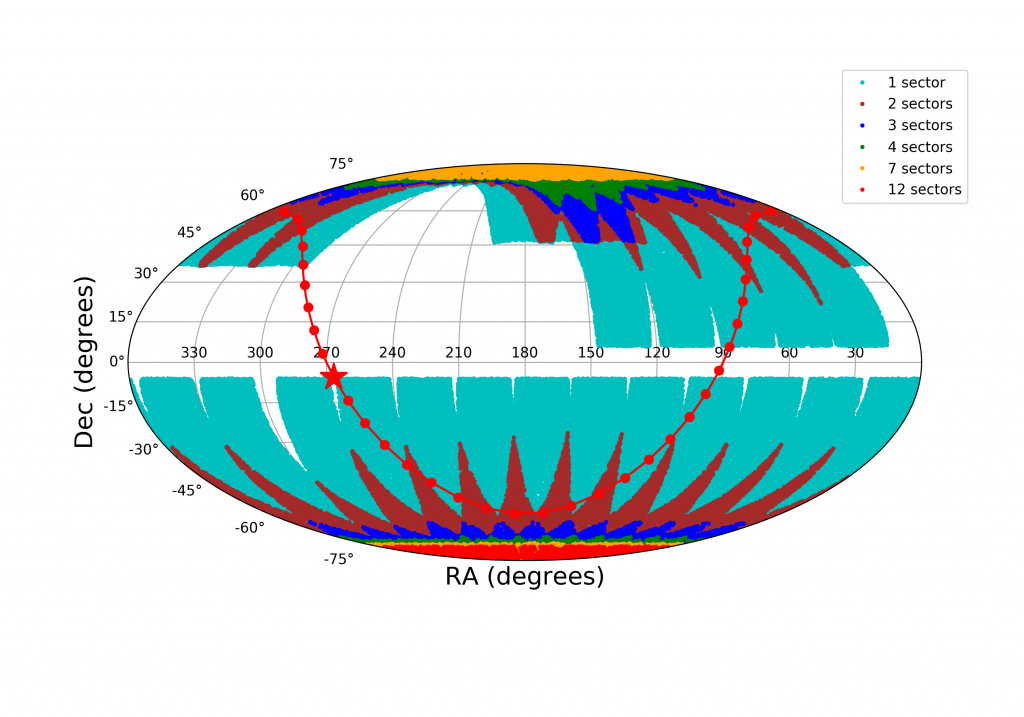 1 sector
2 sectors
3 sectors
4 sectors
7 sectors
12 sectors
75°
60°
45°
30°
15°
0°
330 300 270 240 210 180 150 120 90 60 30
-15°
-30°
-45°
-60°
-75°
Dec (degrees)
RA (degrees)